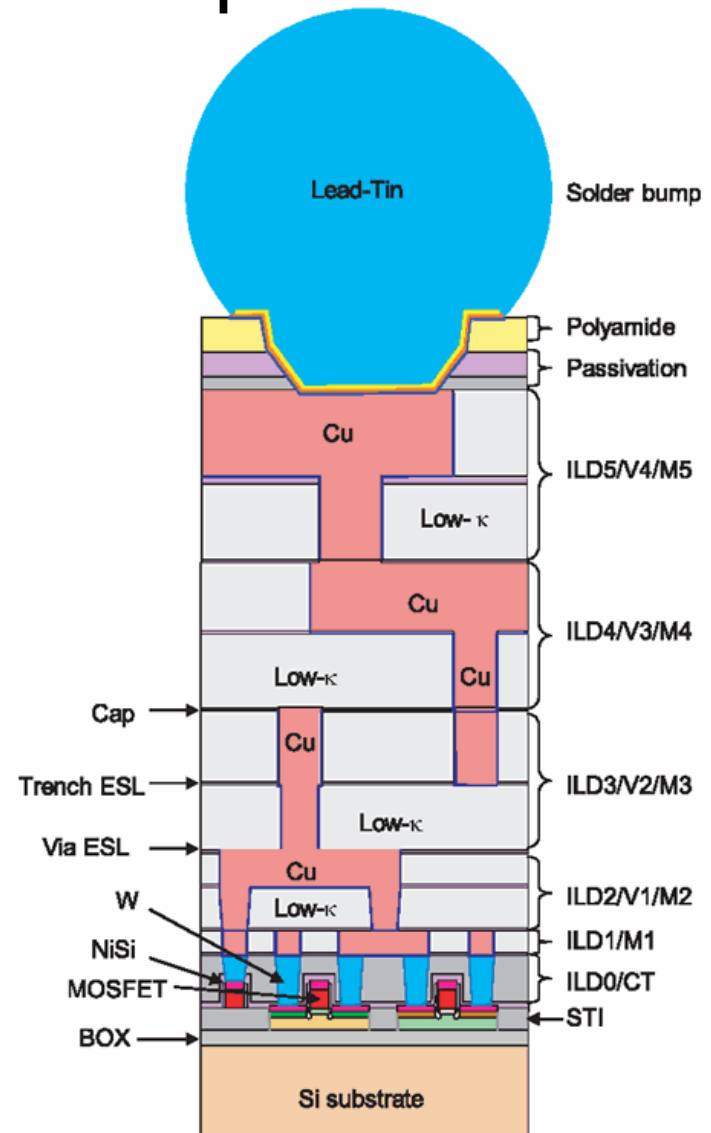 Lead-Tin
Solder bump
Polyamide
Passivation
Cu
ILD5/V4/M5
Low- κ
Cu
ILD4/V3/M4
Low-κ
Cu
Cap
Cu
Trench ESL
ILD3/V2/M3
Low-κ
Via ESL
Cu
ILD2/V1/M2
W
Low-κ
ILD1/M1
NiSi
ILD0/CT
MOSFET
STI
BOX
Si substrate